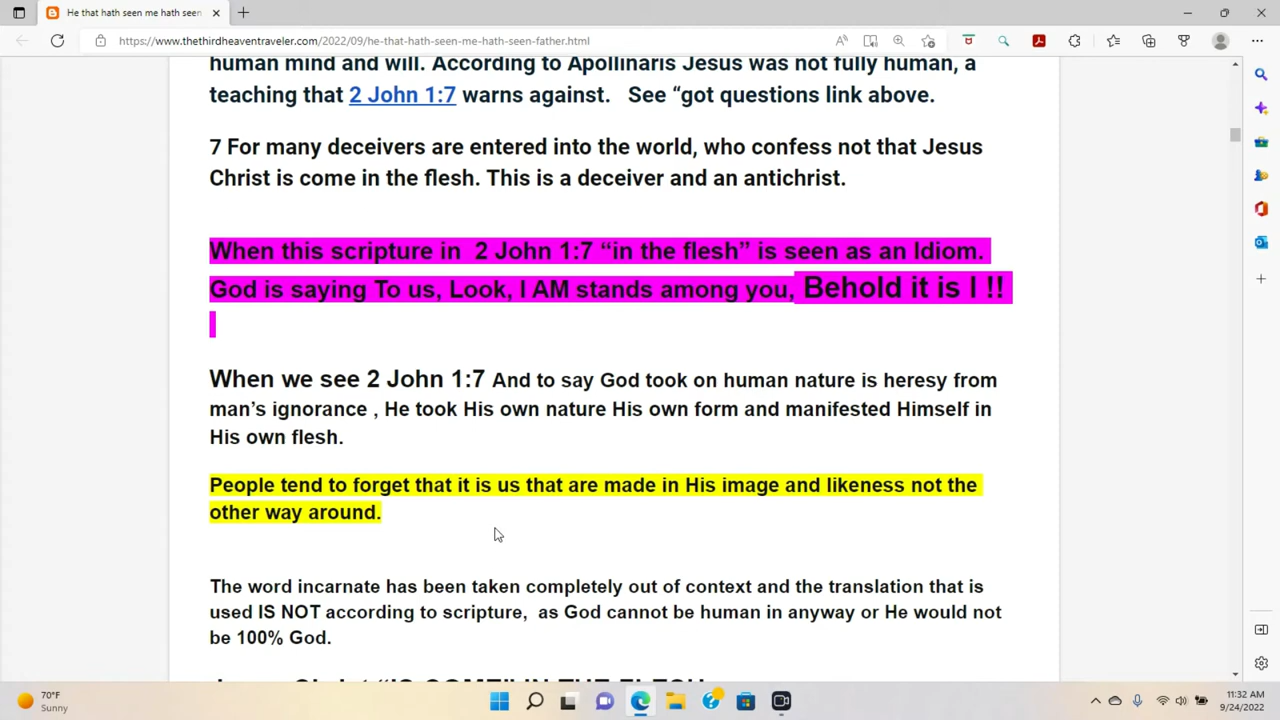 He that hath seen me hath seen
https://www.thethirdheaventraveler.com/2022/09/he-that-hath-seen-me-hath-seen-father.html
human mind and will. According to Apollinaris Jesus was not fully human, a
teaching that 2 John 1:7 warns against. See “got questions link above.
7 For many deceivers are entered into the world, who confess not that Jesus
Christ is come in the flesh. This is a deceiver and an antichrist.
When this scripture in 2 John 1:7 “in the flesh” is seen as an Idiom.
God is saying To us, Look, I AM stands among you, Behold it is I !!
When we see 2 John 1:7 And to say God took on human nature is heresy from
man’s ignorance , He took His own nature His own form and manifested Himself in
His own flesh.
People tend to forget that it is us that are made in His image and likeness not the
other way around.
The word incarnate has been taken completely out of context and the translation that is
used IS NOT according to scripture, as God cannot be human in anyway or He would not
be 100% God.
70°F
Sunny
11:32 AM
9/24/2022